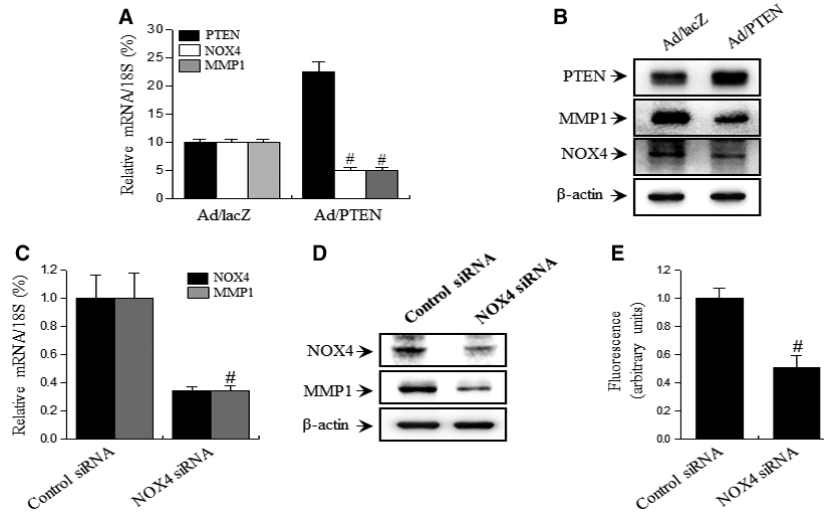 A
Relative mRNA/18S (%)
30
25
20
15
10
5
0
PTEN
NOX4
MMP1
# #
Ad/lacZ Ad/PTEN
B
Ad/lacZ Ad/PTEN
PTEN
MMP1
NOX4
β-actin
C
Relative mRNA/18S (%)
1.2
1.0
0.8
0.6
0.4
0.2
0.0
NOX4
MMP1
#
Control siRNA NOX4 siRNA
D
Control siRNA NOX4 siRNA
NOX4
MMP1
β-actin
E
Fluorescence
(arbitrary units)
1.2
1.0
0.8
0.6
0.4
0.2
0.0
#
Control siRNA NOX4 siRNA